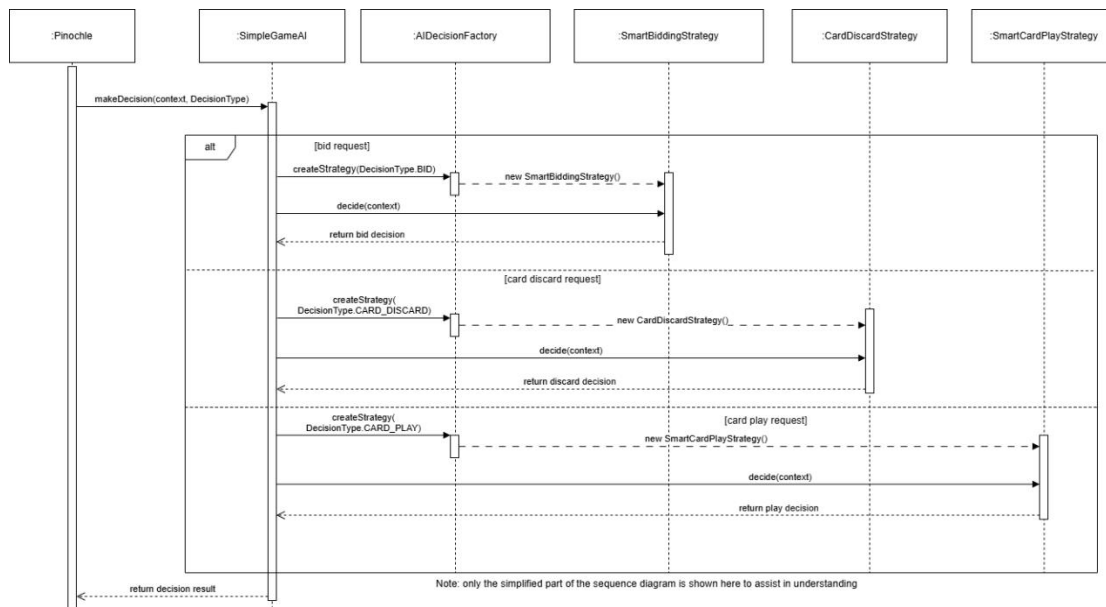 :Pinochle
:SimpleGameAI
:AIDecisionFactory
:SmartBiddingStrategy
:CardDiscardStrategy
:SmartCardPlayStrategy
makeDecision(context, DecisionType)
alt
[bid request]
createStrategy(DecisionType.BID)
new SmartBiddingStrategy()
decide(context)
return bid decision
[card discard request]
createStrategy(
DecisionType.CARD_DISCARD)
new CardDiscardStrategy()
decide(context)
return discard decision
[card play request]
createStrategy(
DecisionType.CARD_PLAY)
new SmartCardPlayStrategy()
decide(context)
return play decision
Note: only the simplified part of the sequence diagram is shown here to assist in understanding
return decision result